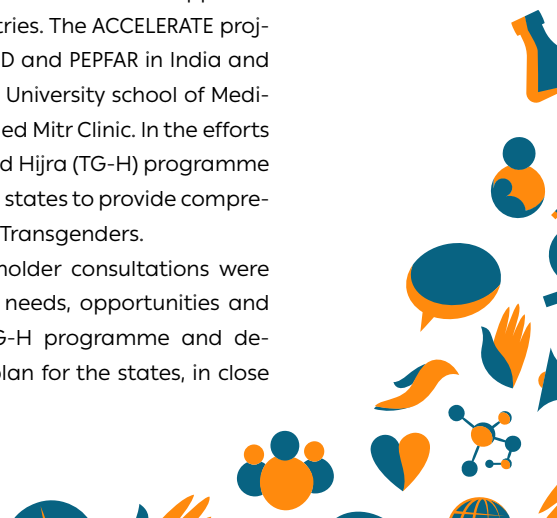 tries. The ACCELERATE proj-
D and PEPFAR in India and
University school of Medi-
ed Mitr Clinic. In the efforts
d Hijra (TG-H) programme
states to provide compre-
Transgenders.
holder consultations were
needs, opportunities and
G-H programme and de-
lan for the states, in close